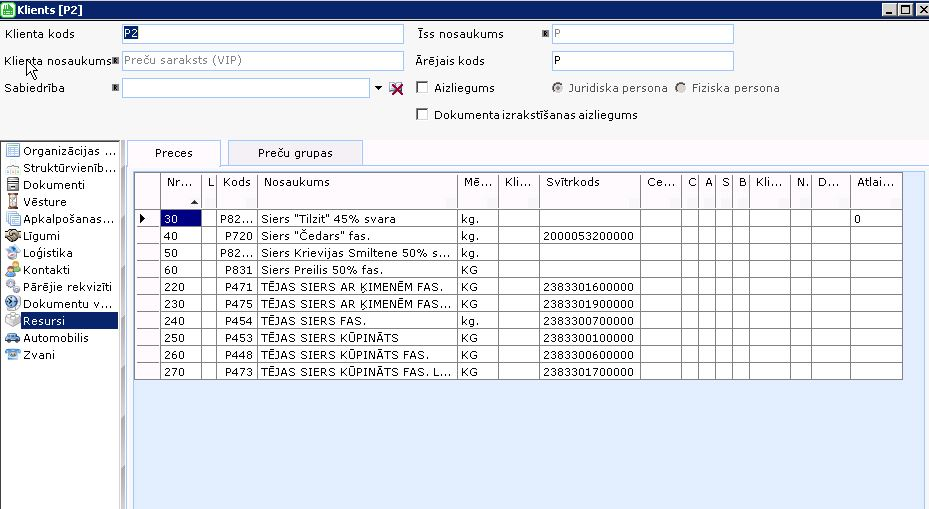 Klients [P2]
Klienta kods P2 Īss nosaukums P
Klienta nosaukums Preču saraksts (VIP) Ārējais kods P
Sabiedrība Aizliegums Juridiska persona Fiziska persona
Dokumenta izrakstīšanas aizliegums
Organizācijas ...
Struktūrvienīb...
Dokumenti
Vēsture
Apkalpošanas...
Līgumi
Loģistika
Kontakti
Pārējie rekvizīti
Dokumentu v...
Resursi
Automobilis
Zvani
Preces Preču grupas
Nr... L Kods Nosaukums Mē... Kli... Svītrkods Ce... C A S B Kli... N. D... Atlai...
30 P82... Siers "Tilzit" 45% svara kg. 0
40 P720 Siers "Čedars" fas. kg. 2000053200000
50 P82... Siers Krievijas Smiltene 50% s... kg.
60 P831 Siers Preilis 50% fas. KG
220 P471 TĒJAS SIERS AR ĶIMENĒM FAS. KG 2383301600000
230 P475 TĒJAS SIERS AR ĶIMENĒM FAS... KG 2383301900000
240 P454 TĒJAS SIERS FAS. kg. 2383300700000
250 P453 TĒJAS SIERS KŪPINĀTS KG 2383300100000
260 P448 TĒJAS SIERS KŪPINĀTS FAS. KG 2383300600000
270 P473 TĒJAS SIERS KŪPINĀTS FAS. L... KG 2383301700000